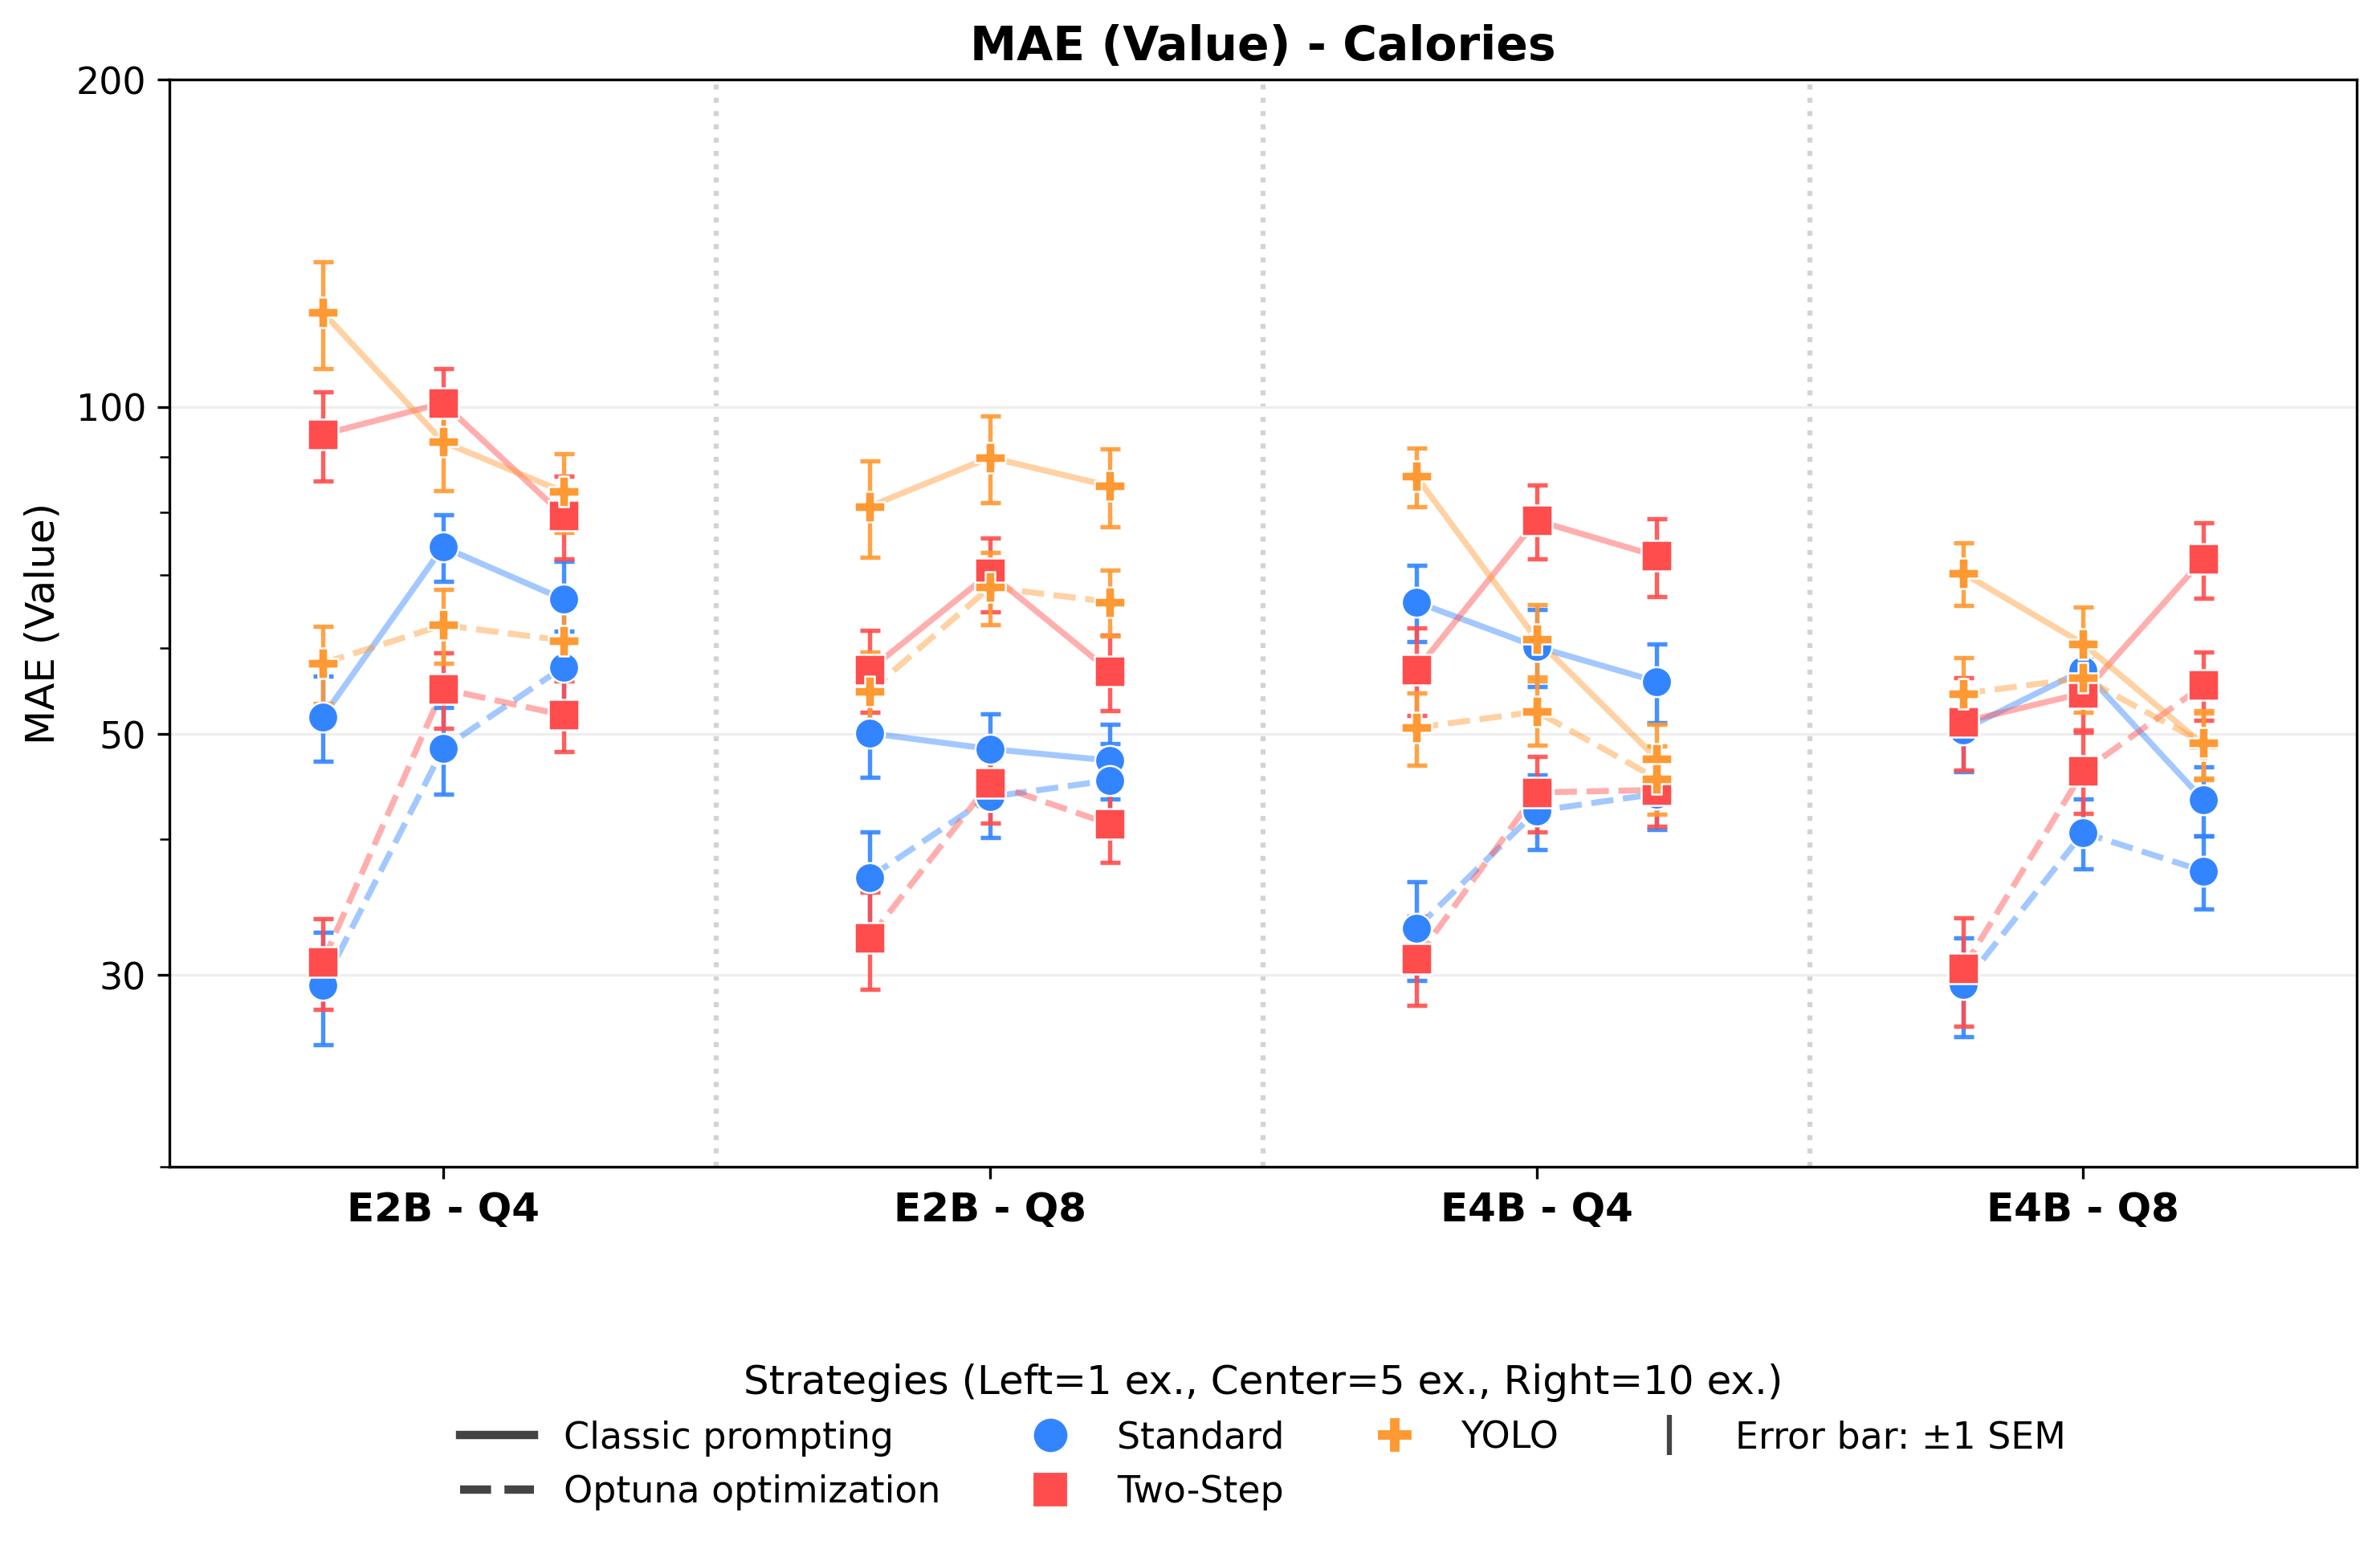 MAE (Value) - Calories
MAE (Value)
200
100
50
30
E2B - Q4
E2B - Q8
E4B - Q4
E4B - Q8
Strategies (Left=1 ex., Center=5 ex., Right=10 ex.)
Classic prompting
Optuna optimization
Standard
Two-Step
YOLO
Error bar: ±1 SEM